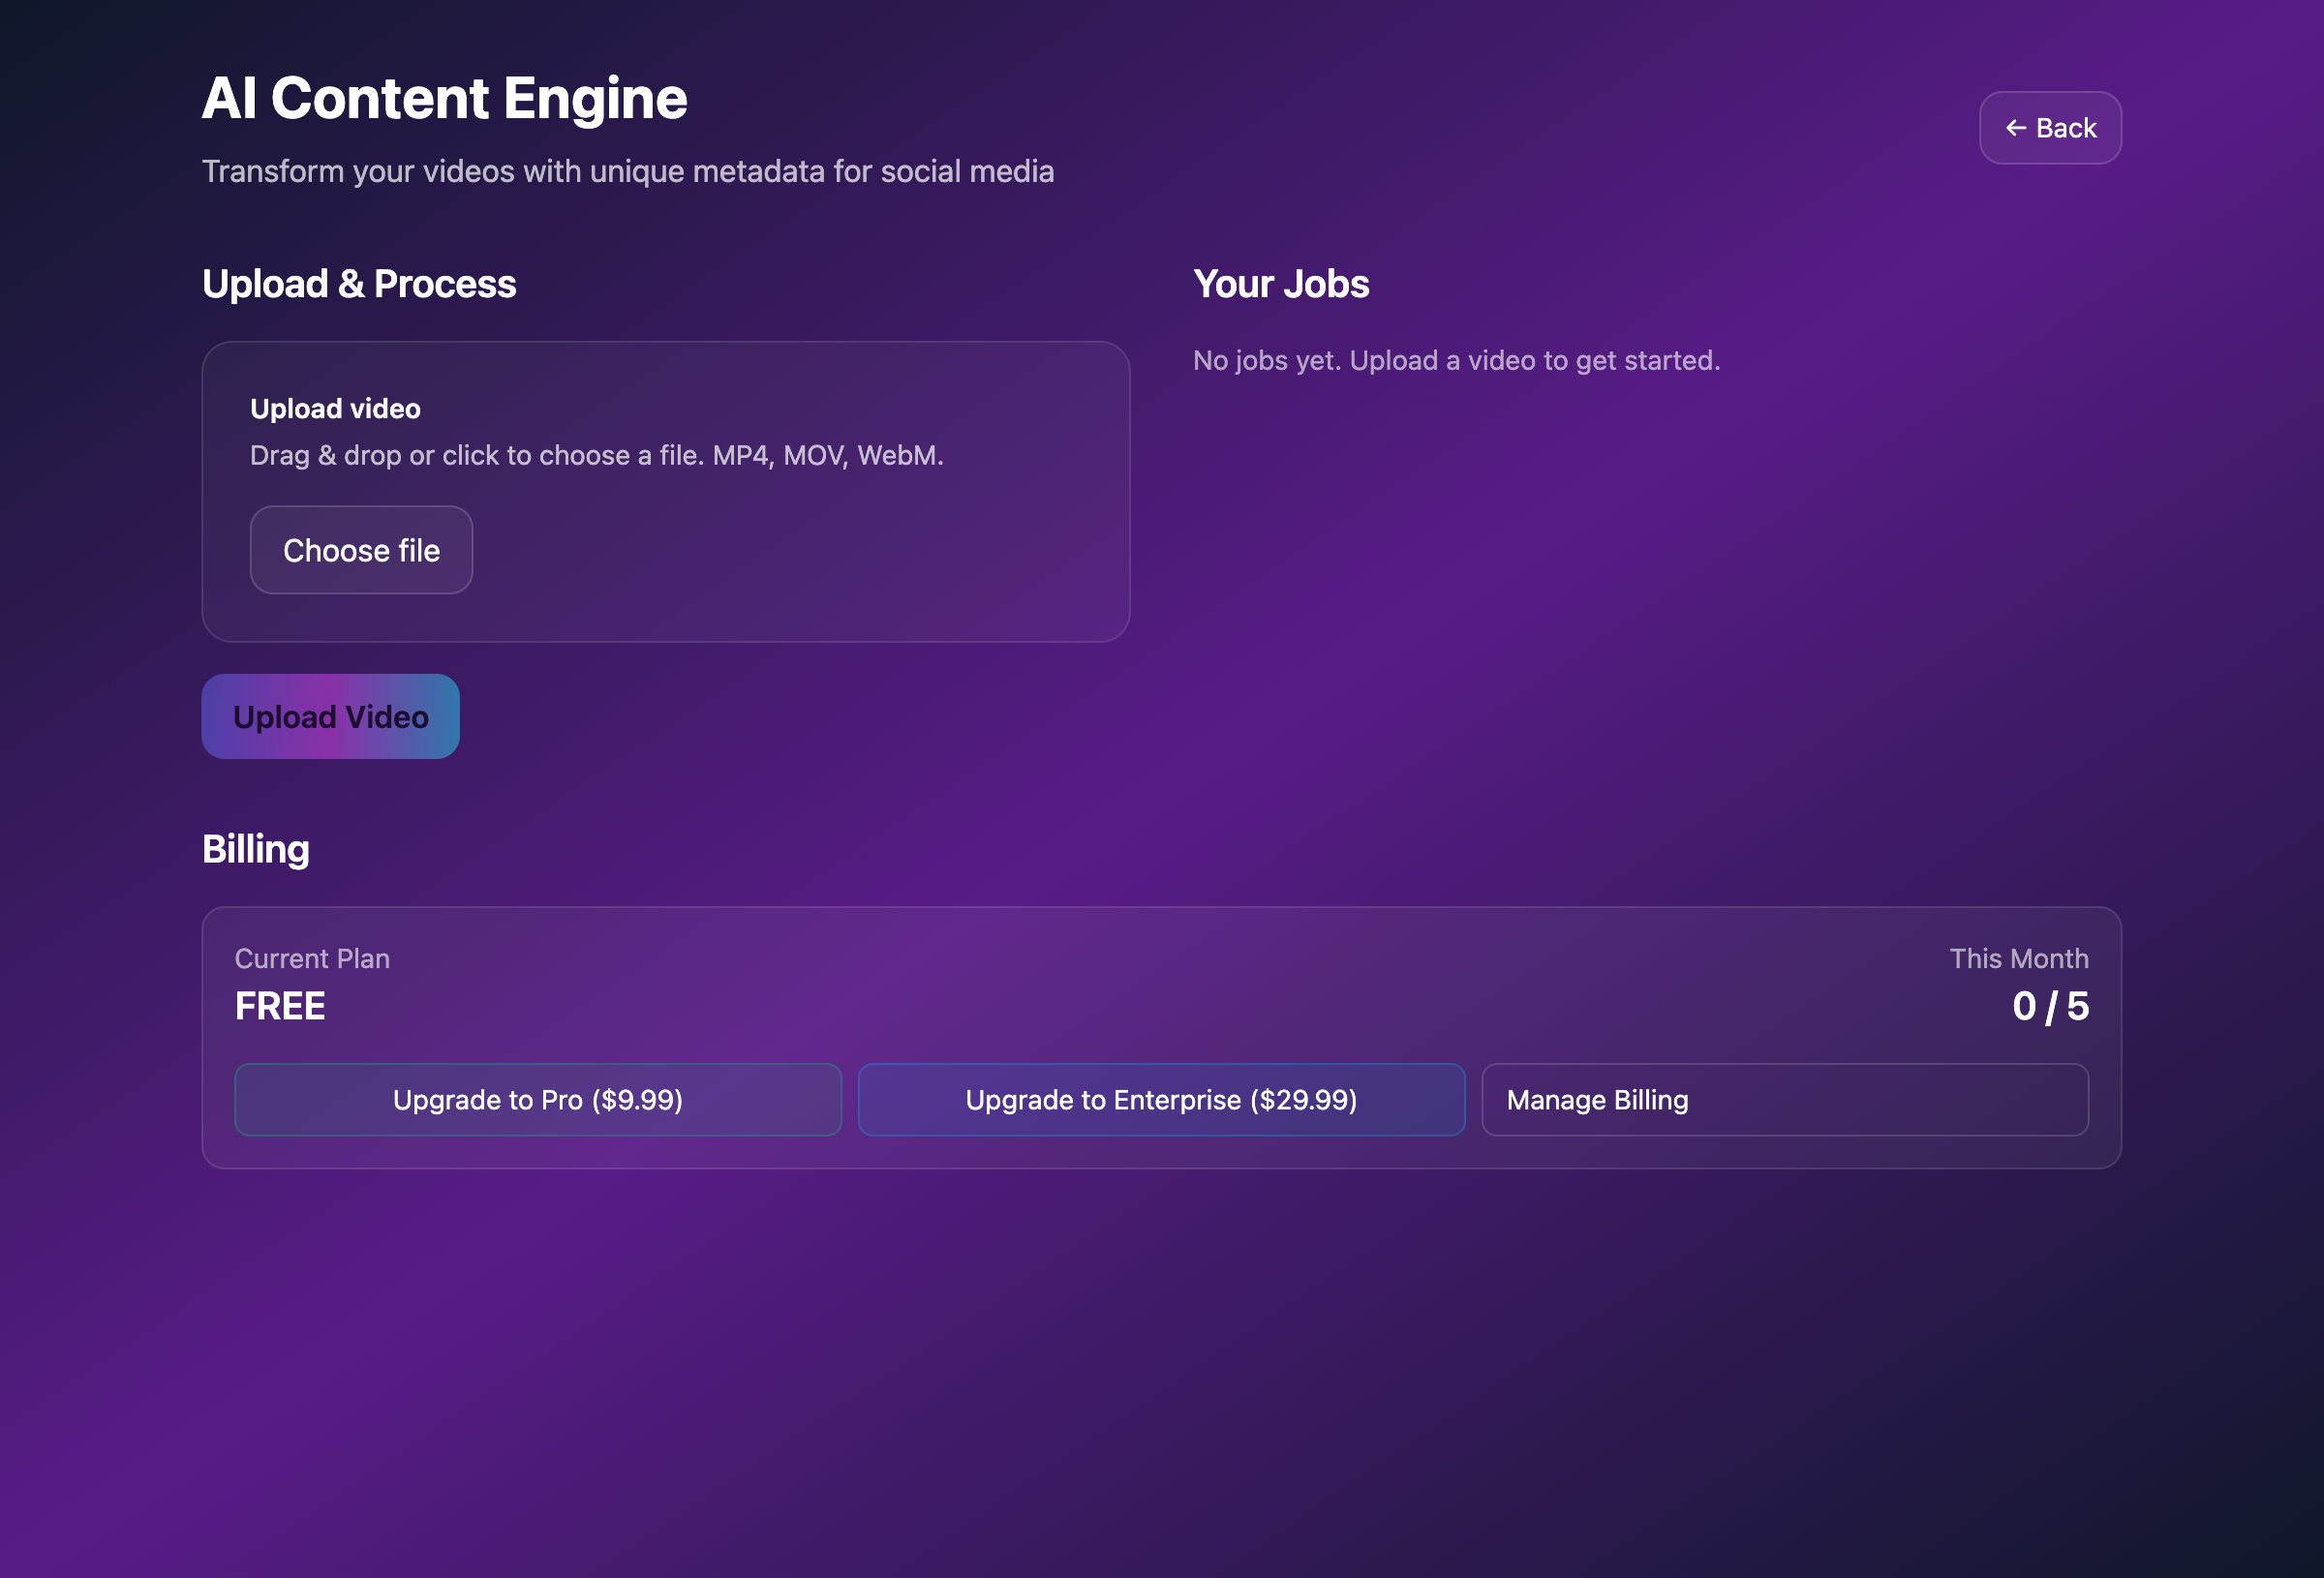 AI Content Engine
Transform your videos with unique metadata for social media
← Back
Upload & Process
Upload video
Drag & drop or click to choose a file. MP4, MOV, WebM.
Choose file
Upload Video
Your Jobs
No jobs yet. Upload a video to get started.
Billing
Current Plan
FREE
This Month
0 / 5
Upgrade to Pro ($9.99)
Upgrade to Enterprise ($29.99)
Manage Billing